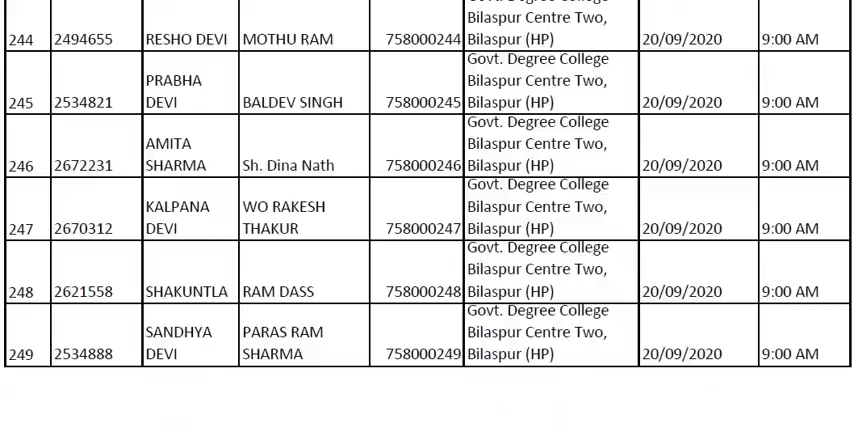 Govt. Degree College
Bilaspur Centre Two,
244 2494655 RESHO DEVI MOTHU RAM 758000244 Bilaspur (HP) 20/09/2020 9:00 AM
Govt. Degree College
PRABHA Bilaspur Centre Two,
245 2534821 DEVI BALDEV SINGH 758000245 Bilaspur (HP) 20/09/2020 9:00 AM
Govt. Degree College
AMITA Bilaspur Centre Two,
246 2672231 SHARMA Sh. Dina Nath 758000246 Bilaspur (HP) 20/09/2020 9:00 AM
Govt. Degree College
KALPANA WO RAKESH Bilaspur Centre Two,
247 2670312 DEVI THAKUR 758000247 Bilaspur (HP) 20/09/2020 9:00 AM
Govt. Degree College
Bilaspur Centre Two,
248 2621558 SHAKUNTLA RAM DASS 758000248 Bilaspur (HP) 20/09/2020 9:00 AM
Govt. Degree College
SANDHYA PARAS RAM Bilaspur Centre Two,
249 2534888 DEVI SHARMA 758000249 Bilaspur (HP) 20/09/2020 9:00 AM